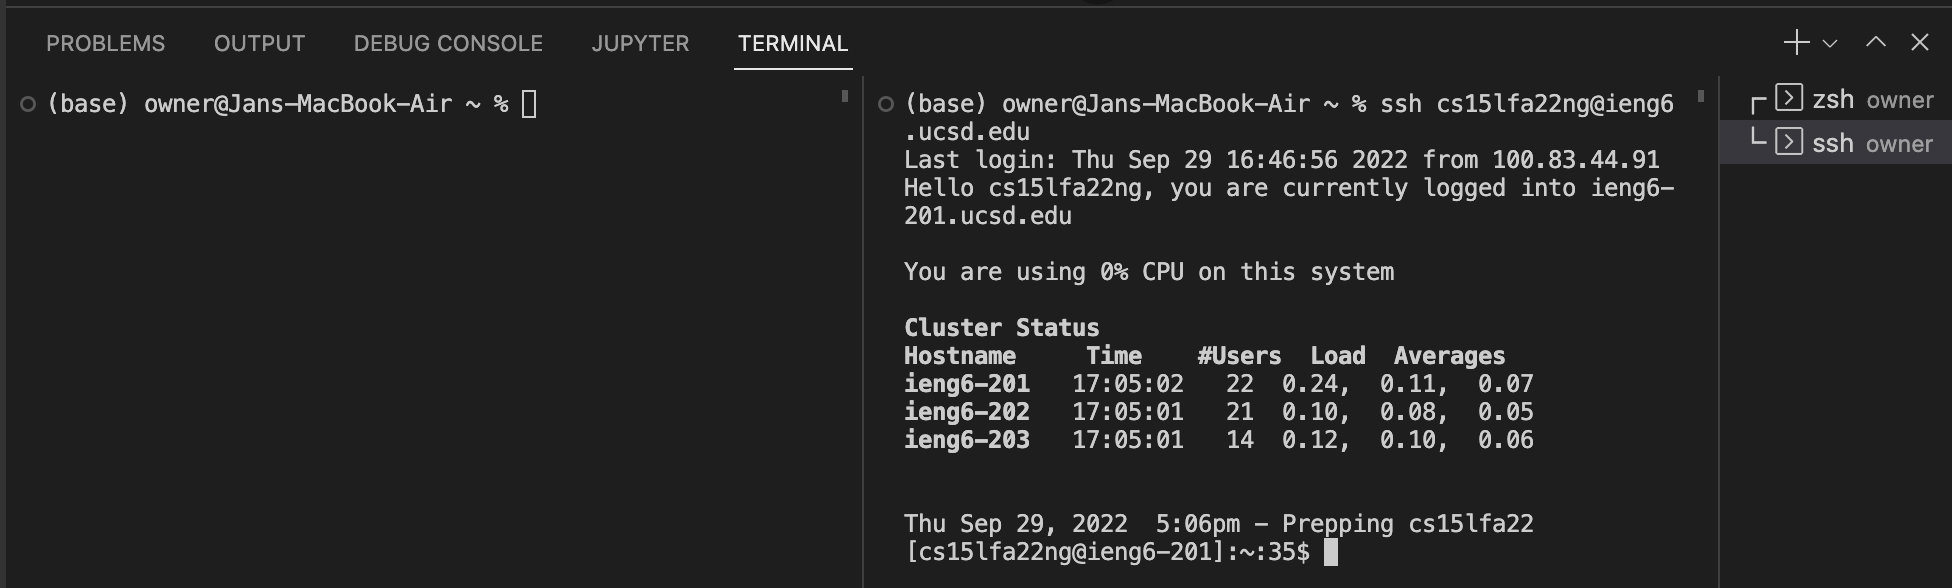 PROBLEMS OUTPUT DEBUG CONSOLE JUPYTER TERMINAL
(base) owner@Jans-MacBook-Air ~ %
(base) owner@Jans-MacBook-Air ~ % ssh cs15lfa22ng@ieng6
.ucsd.edu
Last login: Thu Sep 29 16:46:56 2022 from 100.83.44.91
Hello cs15lfa22ng, you are currently logged into ieng6-
201.ucsd.edu
You are using 0% CPU on this system
Cluster Status
Hostname Time #Users Load Averages
ieng6-201 17:05:02 22 0.24, 0.11, 0.07
ieng6-202 17:05:01 21 0.10, 0.08, 0.05
ieng6-203 17:05:01 14 0.12, 0.10, 0.06
Thu Sep 29, 2022 5:06pm - Prepping cs15lfa22
[cs15lfa22ng@ieng6-201]:~:35$
zsh owner
ssh owner